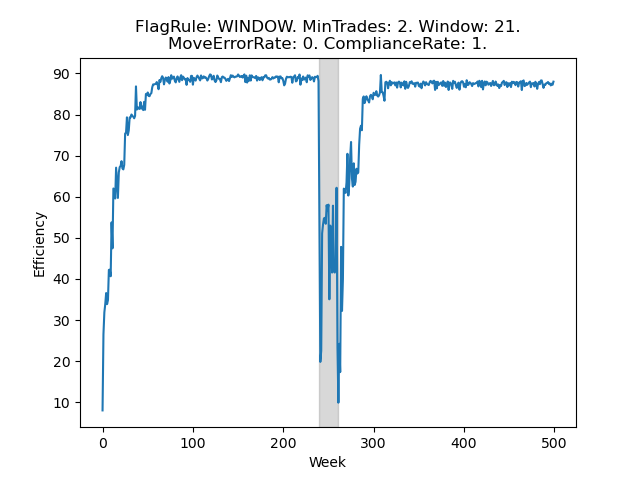 FlagRule: WINDOW. MinTrades: 2. Window: 21.
MoveErrorRate: 0. ComplianceRate: 1.
90
80
70
60
50
40
30
20
10
Efficiency
0 100 200 300 400 500
Week